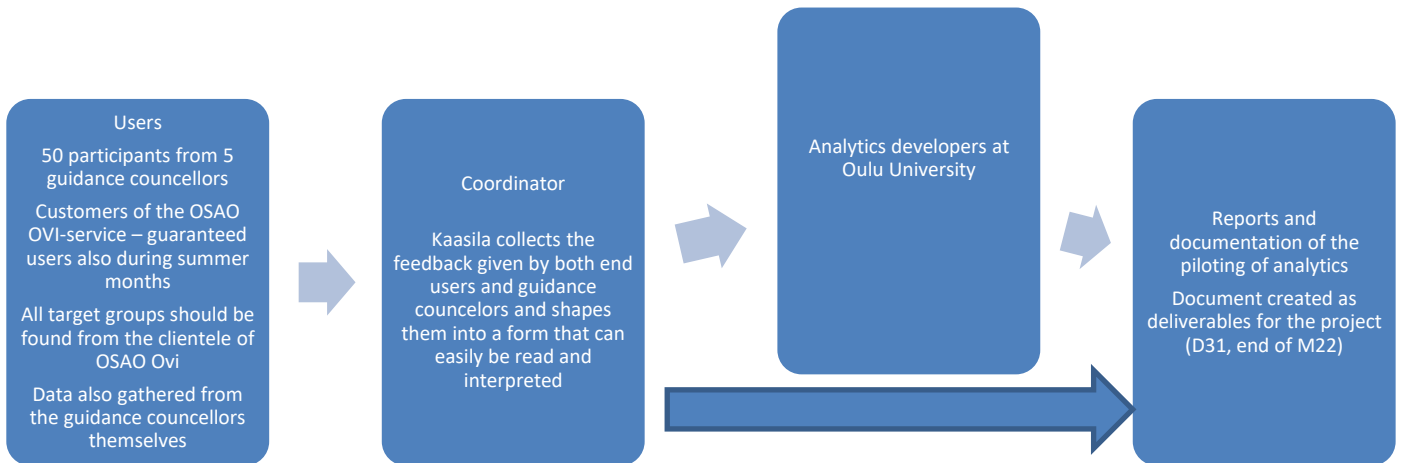 Users
50 participants from 5
guidance councellors
Customers of the OSAO
OVI-service – guaranteed
users also during summer
months
All target groups should be
found from the clientele of
OSAO Ovi
Data also gathered from
the guidance councellors
themselves
Coordinator
Kaasila collects the
feedback given by both end
users and guidance
councelors and shapes
them into a form that can
easily be read and
interpreted
Analytics developers at
Oulu University
Reports and
documentation of the
piloting of analytics
Document created as
deliverables for the project
(D31, end of M22)